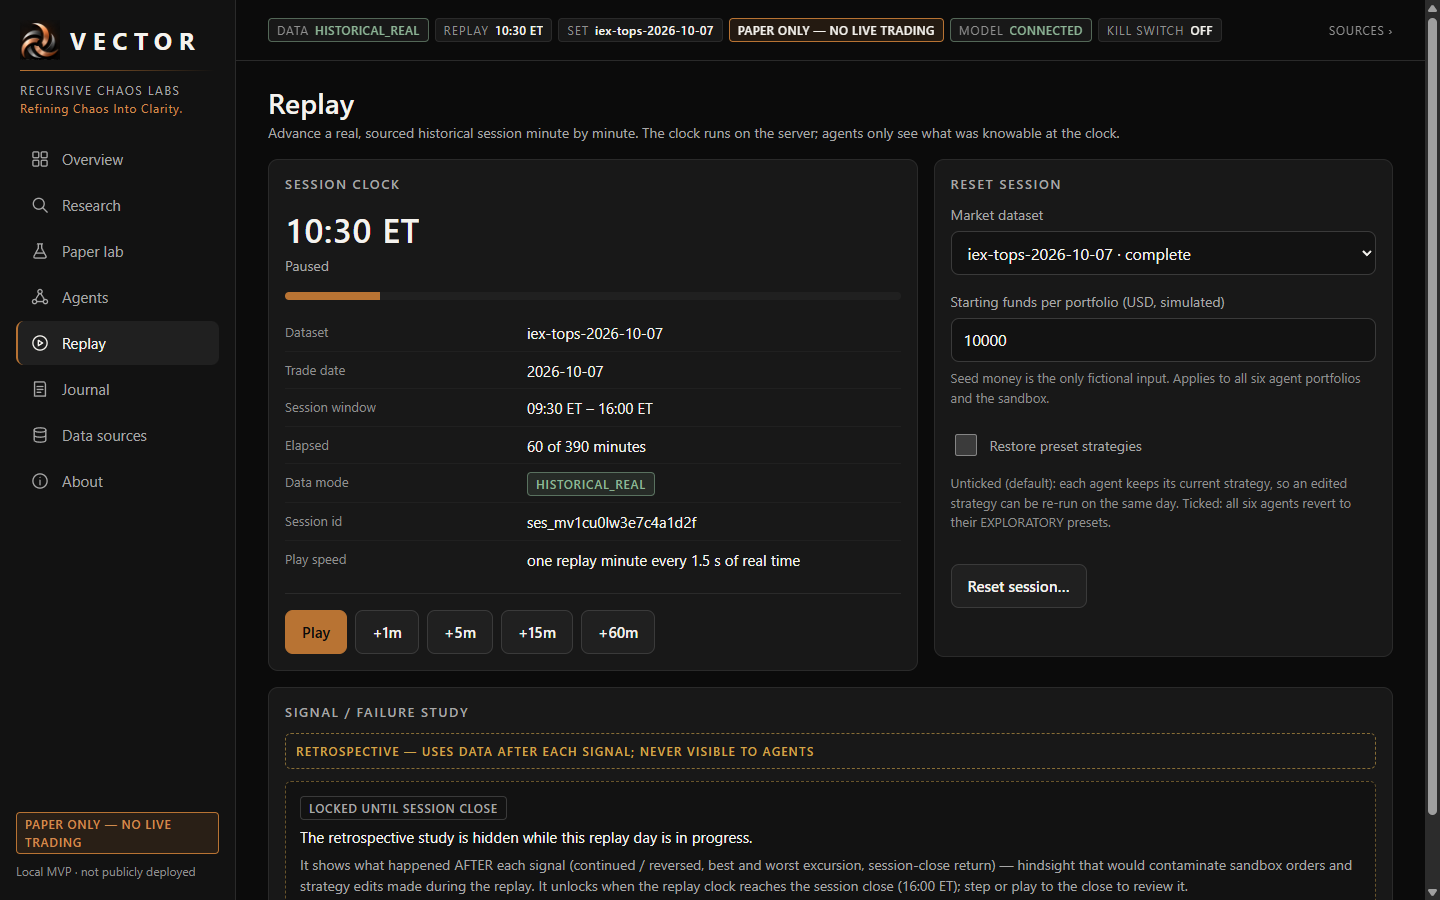 VECTOR
RECURSIVE CHAOS LABS
Refining Chaos Into Clarity.
Overview
Research
Paper lab
Agents
Replay
Journal
Data sources
About
PAPER ONLY — NO LIVE
TRADING
Local MVP · not publicly deployed
DATA HISTORICAL_REAL
REPLAY 10:30 ET
SET iex-tops-2026-10-07
PAPER ONLY — NO LIVE TRADING
MODEL CONNECTED
KILL SWITCH OFF
SOURCES ›
Replay
Advance a real, sourced historical session minute by minute. The clock runs on the server; agents only see what was knowable at the clock.
SESSION CLOCK
10:30 ET
Paused
Dataset iex-tops-2026-10-07
Trade date 2026-10-07
Session window 09:30 ET – 16:00 ET
Elapsed 60 of 390 minutes
Data mode HISTORICAL_REAL
Session id ses_mv1cu0lw3e7c4a1d2f
Play speed one replay minute every 1.5 s of real time
Play +1m +5m +15m +60m
RESET SESSION
Market dataset
iex-tops-2026-10-07 · complete
Starting funds per portfolio (USD, simulated)
10000
Seed money is the only fictional input. Applies to all six agent portfolios
and the sandbox.
Restore preset strategies
Unticked (default): each agent keeps its current strategy, so an edited
strategy can be re-run on the same day. Ticked: all six agents revert to
their EXPLORATORY presets.
Reset session...
SIGNAL / FAILURE STUDY
RETROSPECTIVE — USES DATA AFTER EACH SIGNAL; NEVER VISIBLE TO AGENTS
LOCKED UNTIL SESSION CLOSE
The retrospective study is hidden while this replay day is in progress.
It shows what happened AFTER each signal (continued / reversed, best and worst excursion, session-close return) — hindsight that would contaminate sandbox orders and
strategy edits made during the replay. It unlocks when the replay clock reaches the session close (16:00 ET); step or play to the close to review it.